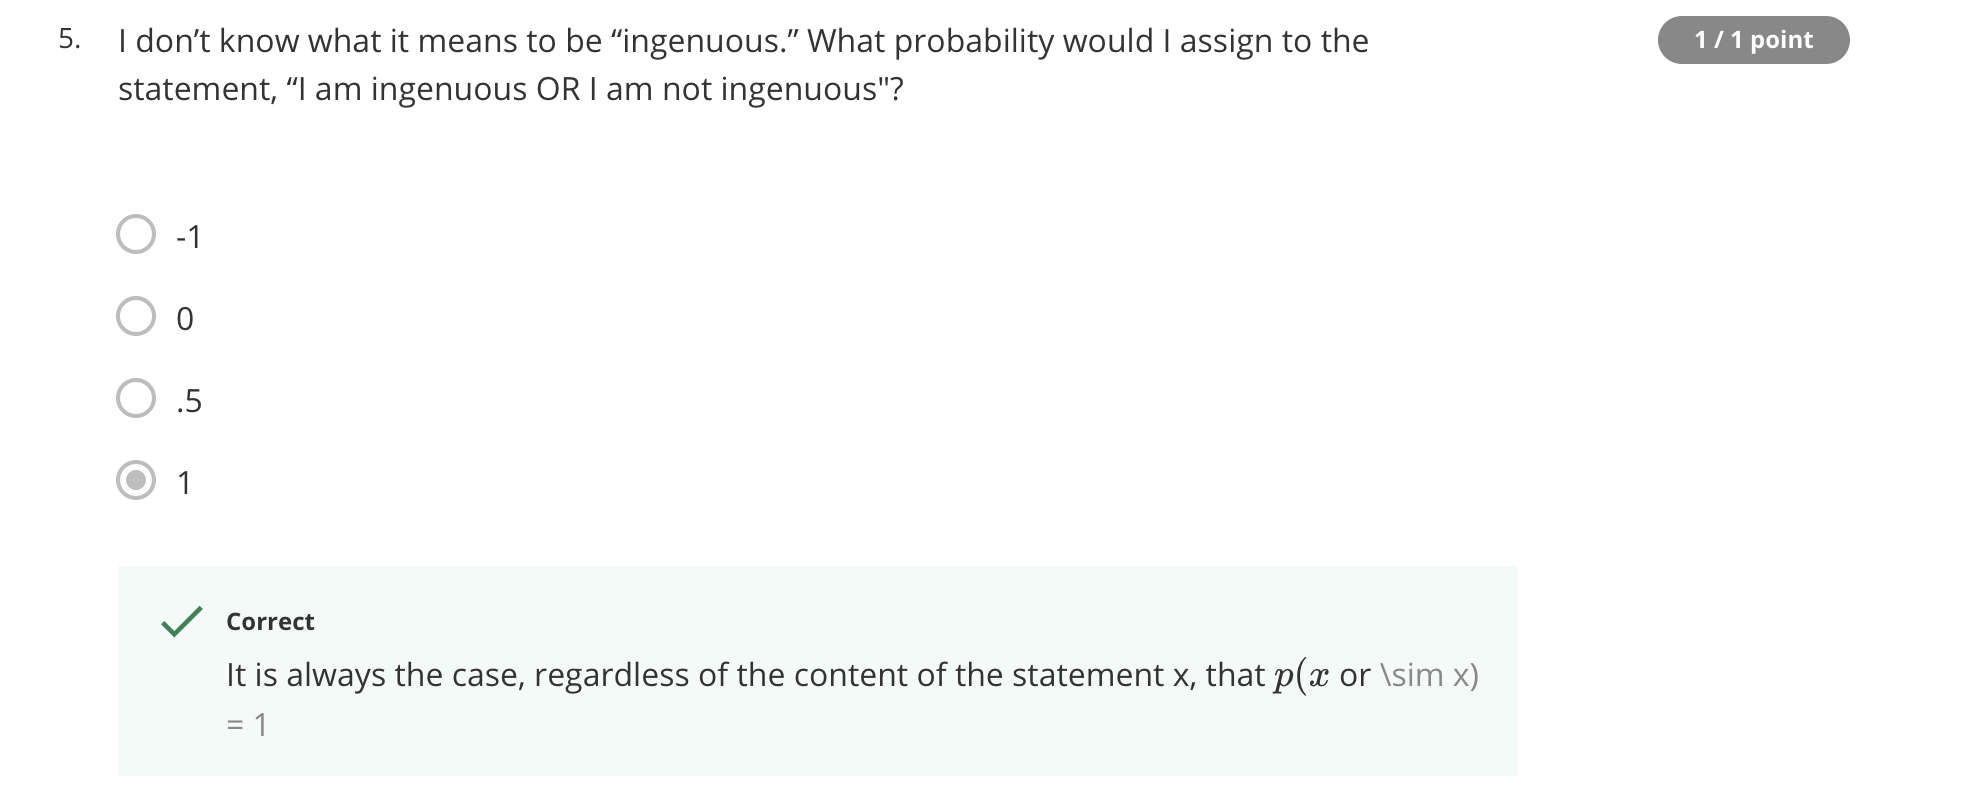 5. I don’t know what it means to be “ingenuous.” What probability would I assign to the
1 / 1 point
statement, “I am ingenuous OR I am not ingenuous"?
-1
0
.5
1
Correct
It is always the case, regardless of the content of the statement x, that p(x or \sim x)
= 1